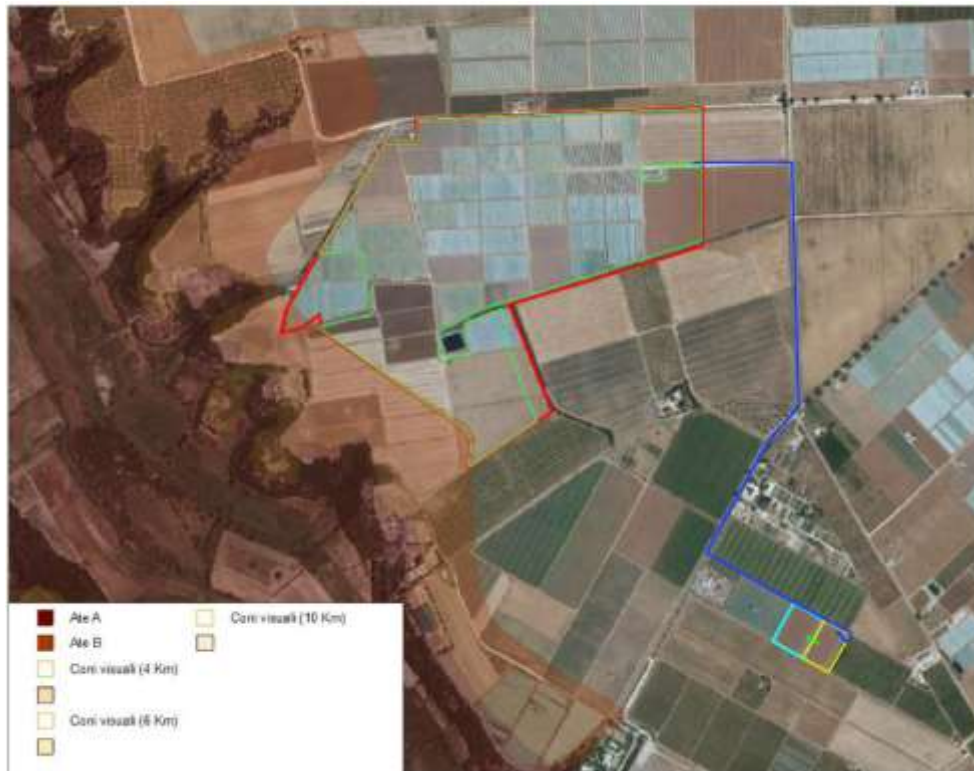 Ate A
Ate B
Coni visuali (4 Km)
Coni visuali (6 Km)
Coni visuali (10 Km)